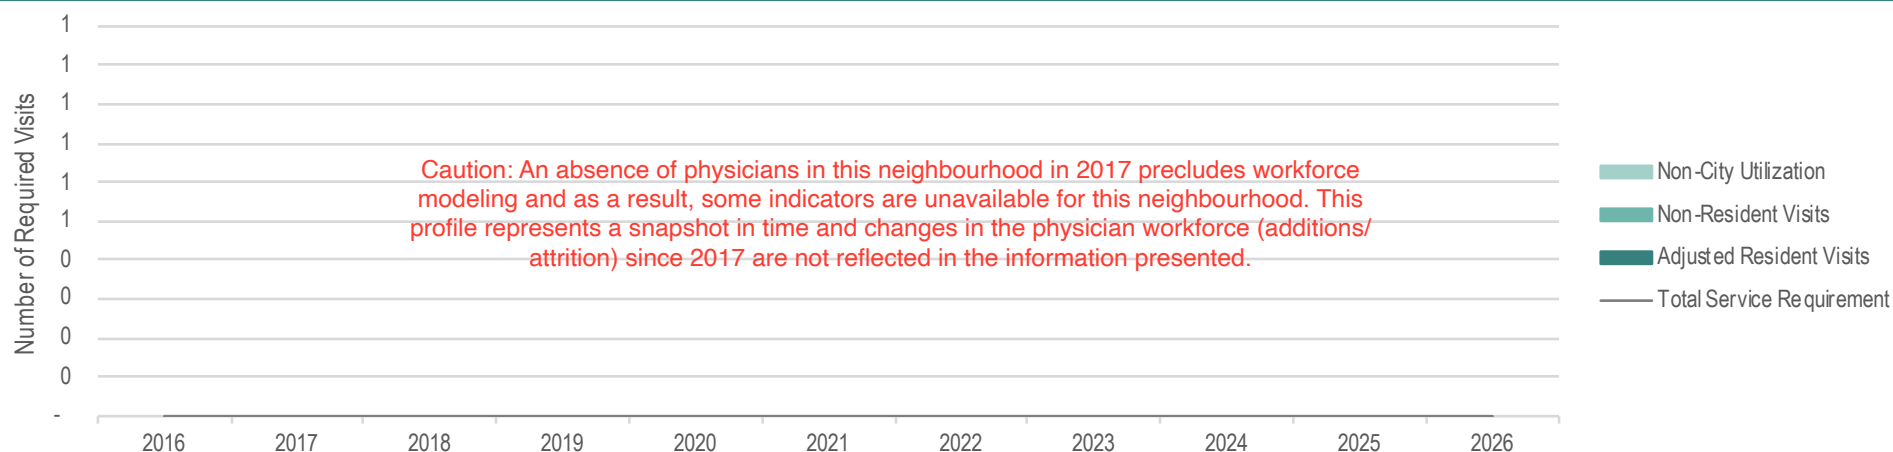 Number of Required Visits
1
1
1
1
1
1
0
0
0
0
-
2016 2017 2018 2019 2020 2021 2022 2023 2024 2025 2026
Caution: An absence of physicians in this neighbourhood in 2017 precludes workforce
modeling and as a result, some indicators are unavailable for this neighbourhood. This
profile represents a snapshot in time and changes in the physician workforce (additions/
attrition) since 2017 are not reflected in the information presented.
Non-City Utilization
Non-Resident Visits
Adjusted Resident Visits
Total Service Requirement